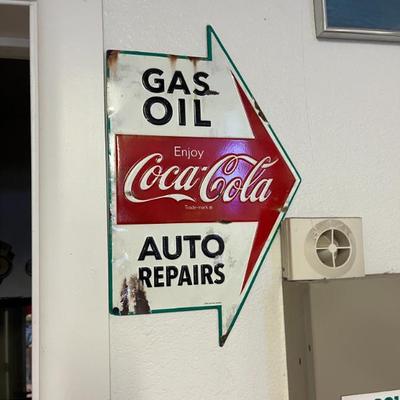 GAS
OIL
Enjoy
Coca-Cola
Trade-mark ®
AUTO
REPAIRS